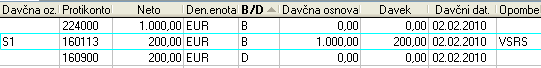 Davčna oz. Protikonto Neto Den.enota B/D Davčna osnova Davek Davčni dat. Opombe
224000 1.000,00 EUR B 0,00 0,00 02.02.2010
S1 160113 200,00 EUR B 1.000,00 200,00 02.02.2010 VSRS
160900 200,00 EUR D 0,00 0,00 02.02.2010